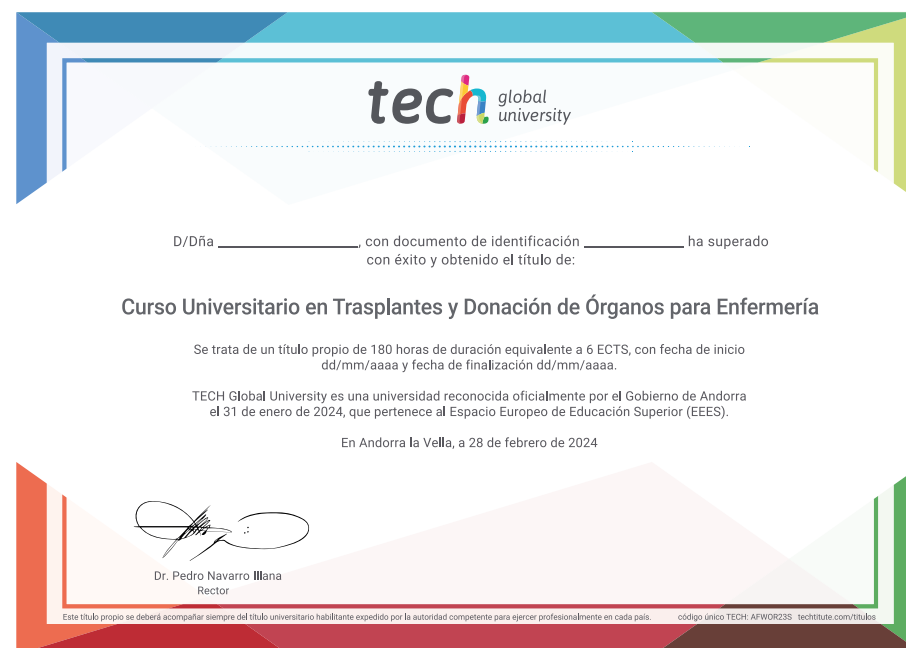 tech global university
D/Dña ____________________, con documento de identificación ______________ ha superado
con éxito y obtenido el título de:
Curso Universitario en Trasplantes y Donación de Órganos para Enfermería
Se trata de un título propio de 180 horas de duración equivalente a 6 ECTS, con fecha de inicio
dd/mm/aaaa y fecha de finalización dd/mm/aaaa.
TECH Global University es una universidad reconocida oficialmente por el Gobierno de Andorra
el 31 de enero de 2024, que pertenece al Espacio Europeo de Educación Superior (EEES).
En Andorra la Vella, a 28 de febrero de 2024
Dr. Pedro Navarro Illana
Rector
Este título propio se deberá acompañar siempre del título universitario habilitante expedido por la autoridad competente para ejercer profesionalmente en cada país. código único TECH: AFWOR23S techtitute.com/titulos